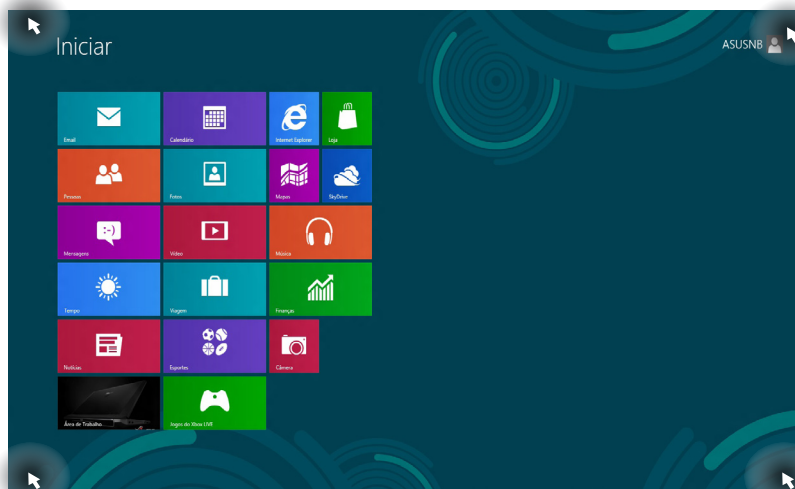 Iniciar
ASUSNB
Email
Calendário
Internet Explorer
Loja
Pessoas
Fotos
Mapas
SkyDrive
Mensagens
:-)
Vídeo
Música
Tempo
Viagem
Finanças
Notícias
Esportes
Câmera
Área de Trabalho
Jogos do Xbox LIVE